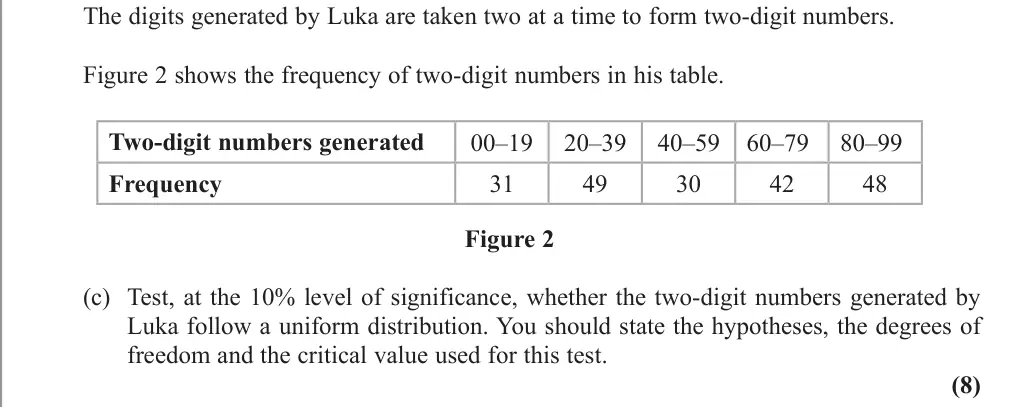 The digits generated by Luka are taken two at a time to form two-digit numbers.
Figure 2 shows the frequency of two-digit numbers in his table.
Two-digit numbers generated 00–19 20–39 40–59 60–79 80–99
Frequency 31 49 30 42 48
Figure 2
(c) Test, at the 10% level of significance, whether the two-digit numbers generated by
Luka follow a uniform distribution. You should state the hypotheses, the degrees of
freedom and the critical value used for this test.
(8)